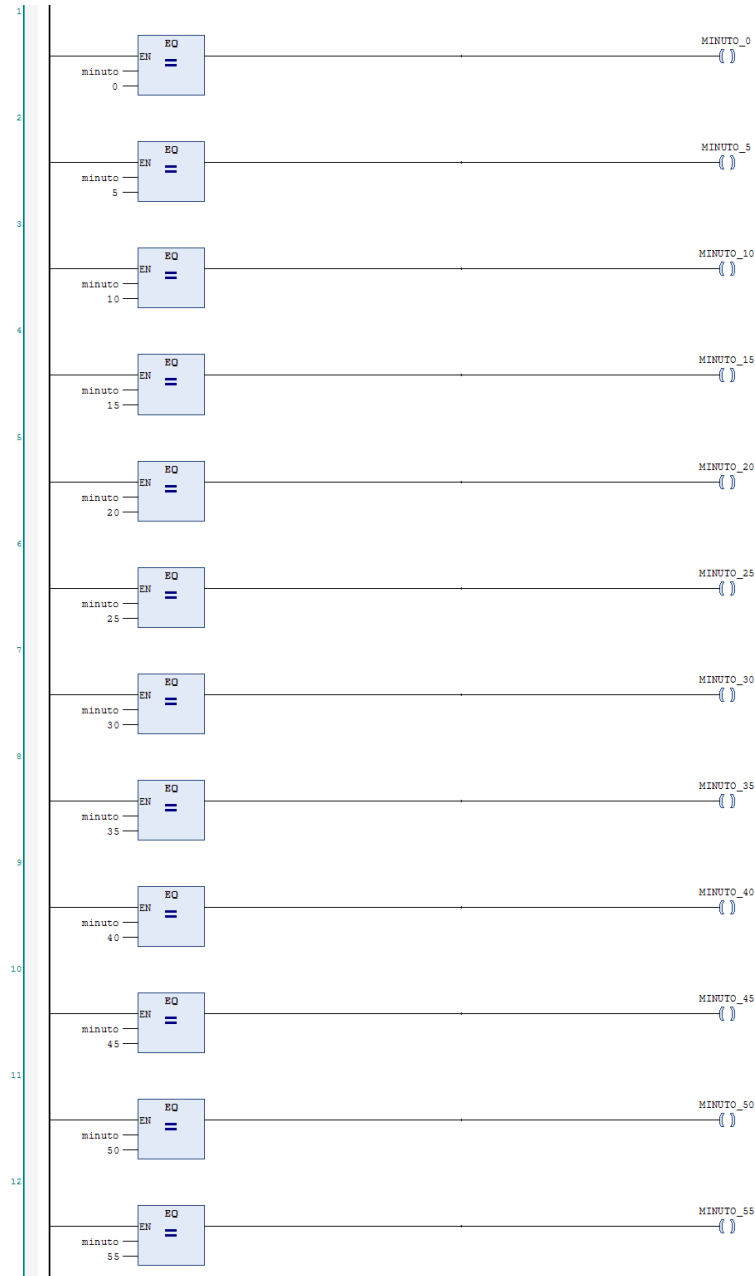 1
EQ
MINUTO_0
EN
=
minuto
0
2
EQ
MINUTO_5
EN
=
minuto
5
3
EQ
MINUTO_10
EN
=
minuto
10
4
EQ
MINUTO_15
EN
=
minuto
15
5
EQ
MINUTO_20
EN
=
minuto
20
6
EQ
MINUTO_25
EN
=
minuto
25
7
EQ
MINUTO_30
EN
=
minuto
30
8
EQ
MINUTO_35
EN
=
minuto
35
9
EQ
MINUTO_40
EN
=
minuto
40
10
EQ
MINUTO_45
EN
=
minuto
45
11
EQ
MINUTO_50
EN
=
minuto
50
12
EQ
MINUTO_55
EN
=
minuto
55